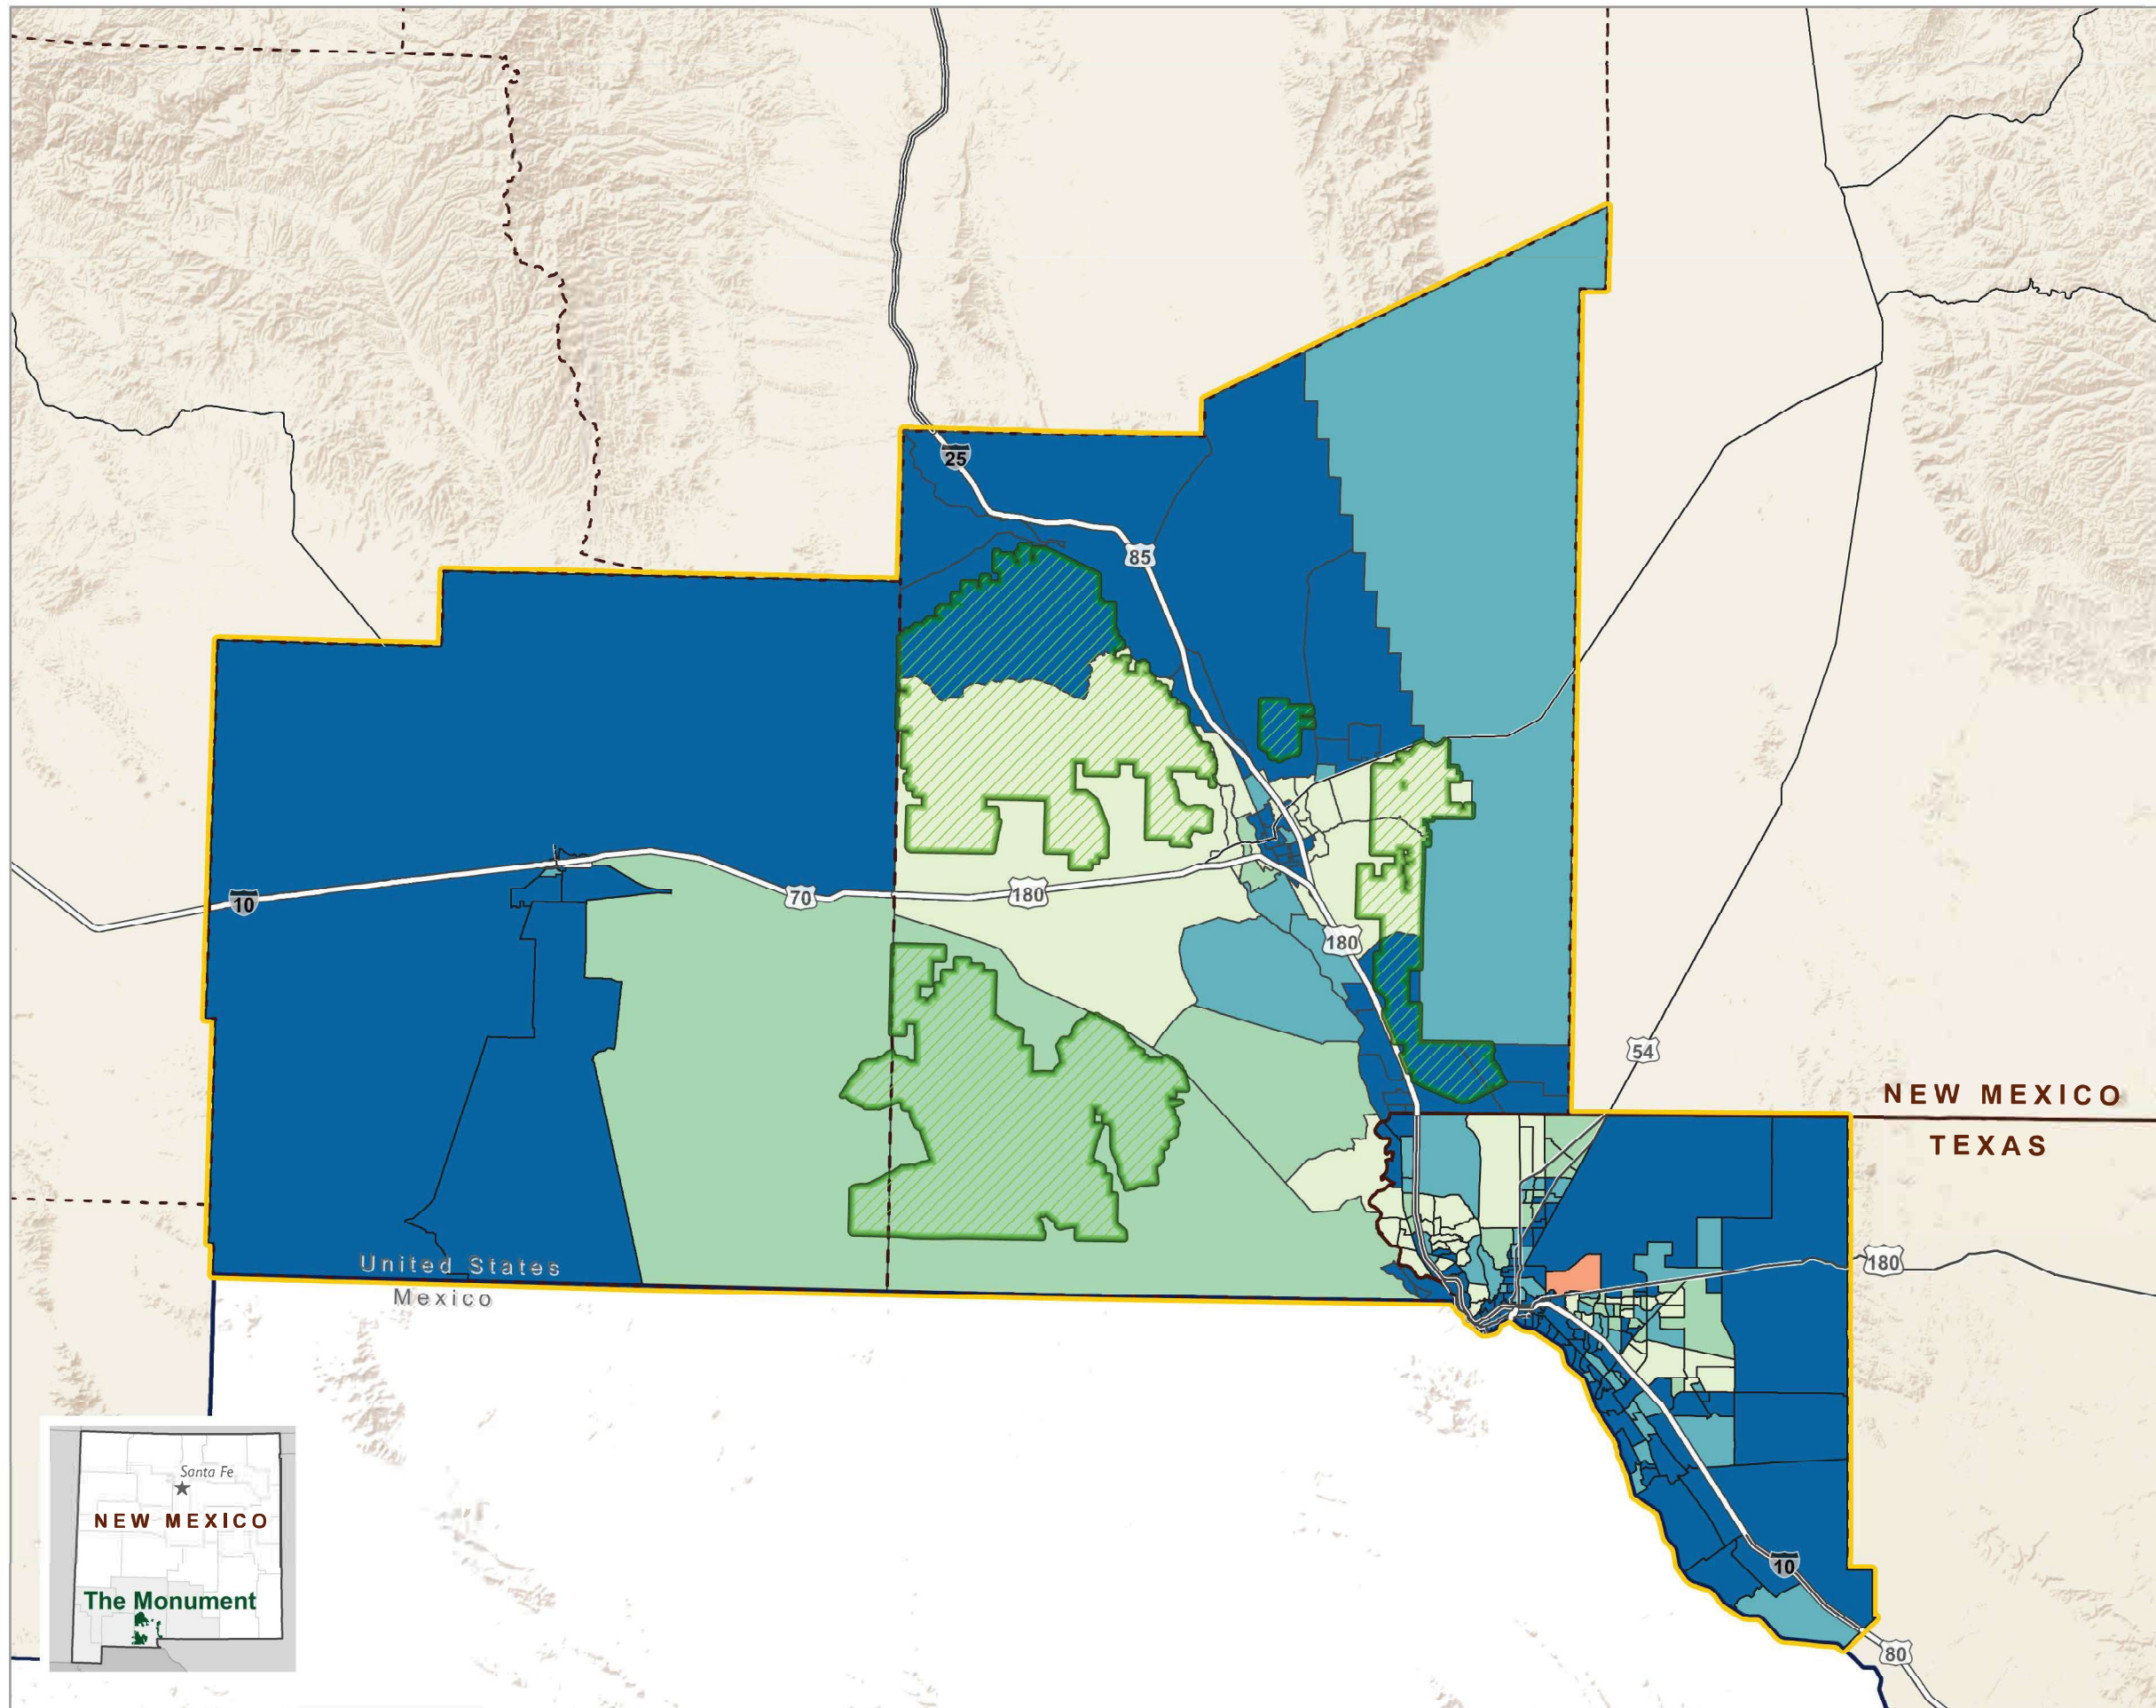 25
85
10
70
180
180
54
NEW MEXICO
TEXAS
United States
Mexico
180
Santa Fe
NEW MEXICO
The Monument
10
80